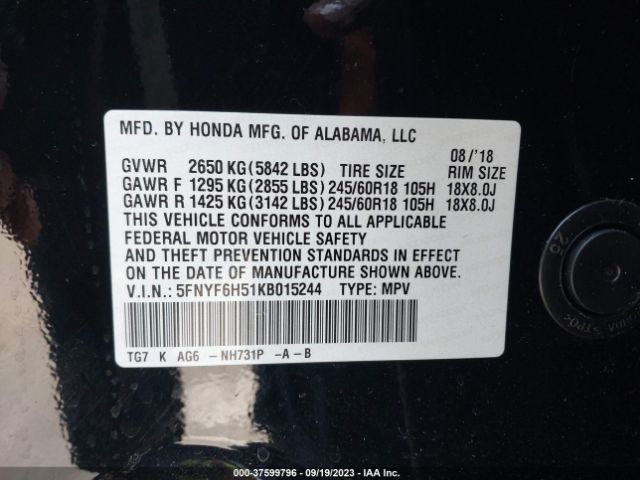 MFD. BY HONDA MFG. OF ALABAMA, LLC
08/'18
GVWR 2650 KG (5842 LBS) TIRE SIZE RIM SIZE
GAWR F 1295 KG (2855 LBS) 245/60R18 105H 18X8.0J
GAWR R 1425 KG (3142 LBS) 245/60R18 105H 18X8.0J
THIS VEHICLE CONFORMS TO ALL APPLICABLE
FEDERAL MOTOR VEHICLE SAFETY
AND THEFT PREVENTION STANDARDS IN EFFECT
ON THE DATE OF MANUFACTURE SHOWN ABOVE.
V.I.N.: 5FNYF6H51KB015244 TYPE: MPV
TG7 K AG6 -NH731P -A-B
000-37599796 - 09/19/2023 - IAA Inc.